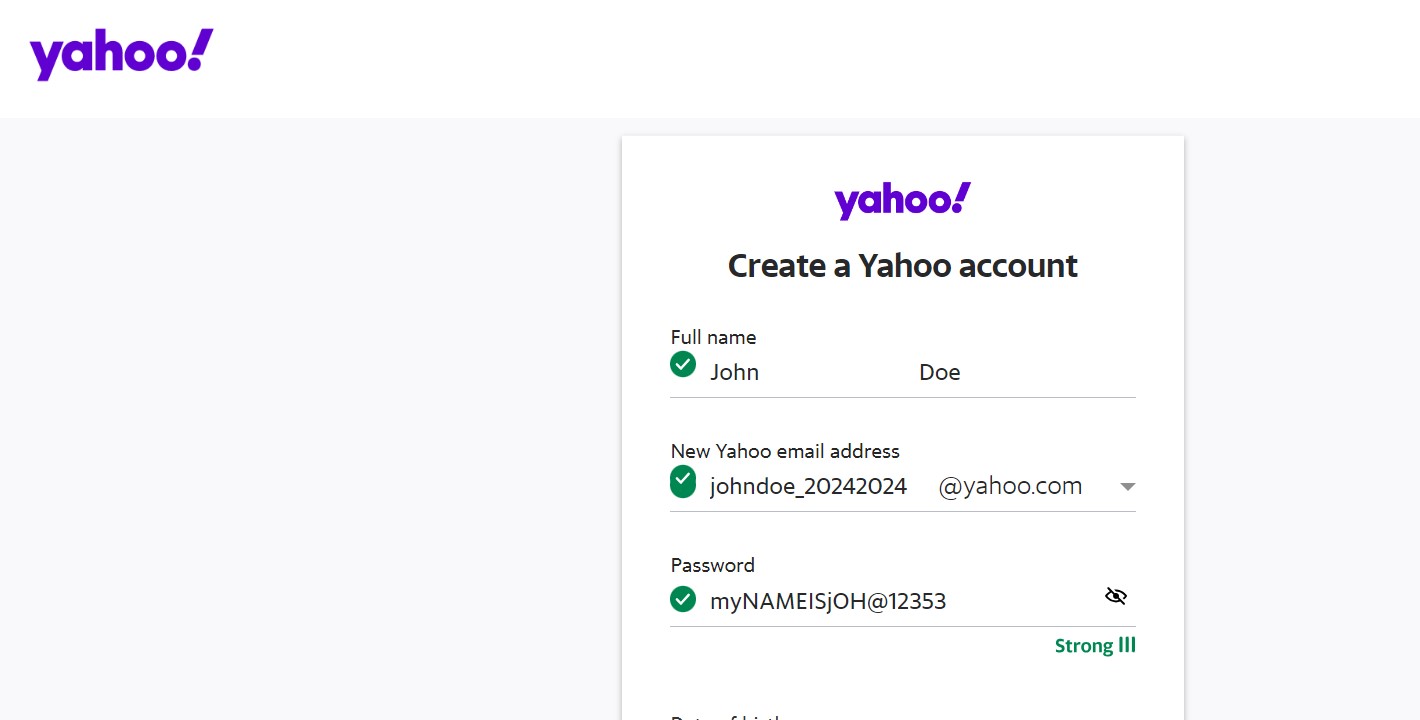 yahoo!
yahoo!
Create a Yahoo account
Full name
John Doe
New Yahoo email address
johndoe_20242024 @yahoo.com
Password
myNAMEISjOH@12353
Strong